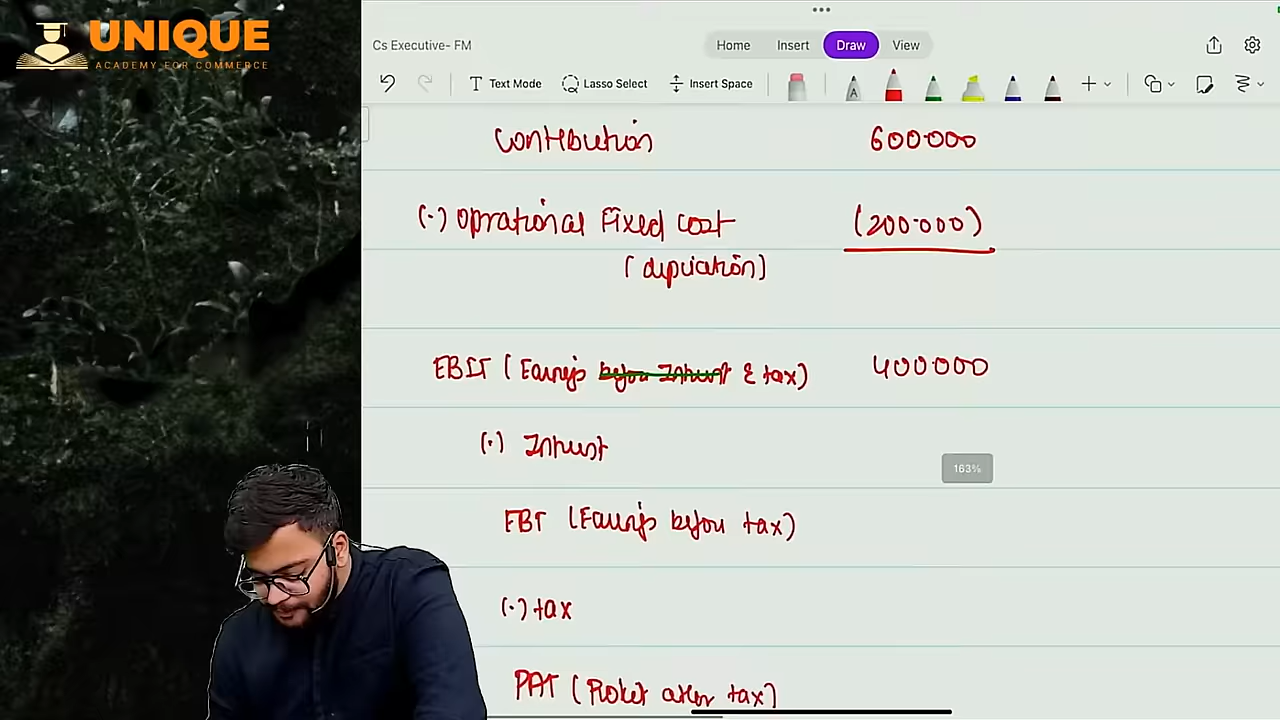 UNIQUE
ACADEMY FOR COMMERCE
Cs Executive- FM
Home Insert Draw View
Text Mode Lasso Select Insert Space
A
Contribution 600000
(-) Oprational Fixed Cost (200000)
EBIT ( Earnings before Interest & tax) 400000
(-) Interest
163%
EBT (Earnings before tax)
(-) tax
PAT ( Profit after tax)